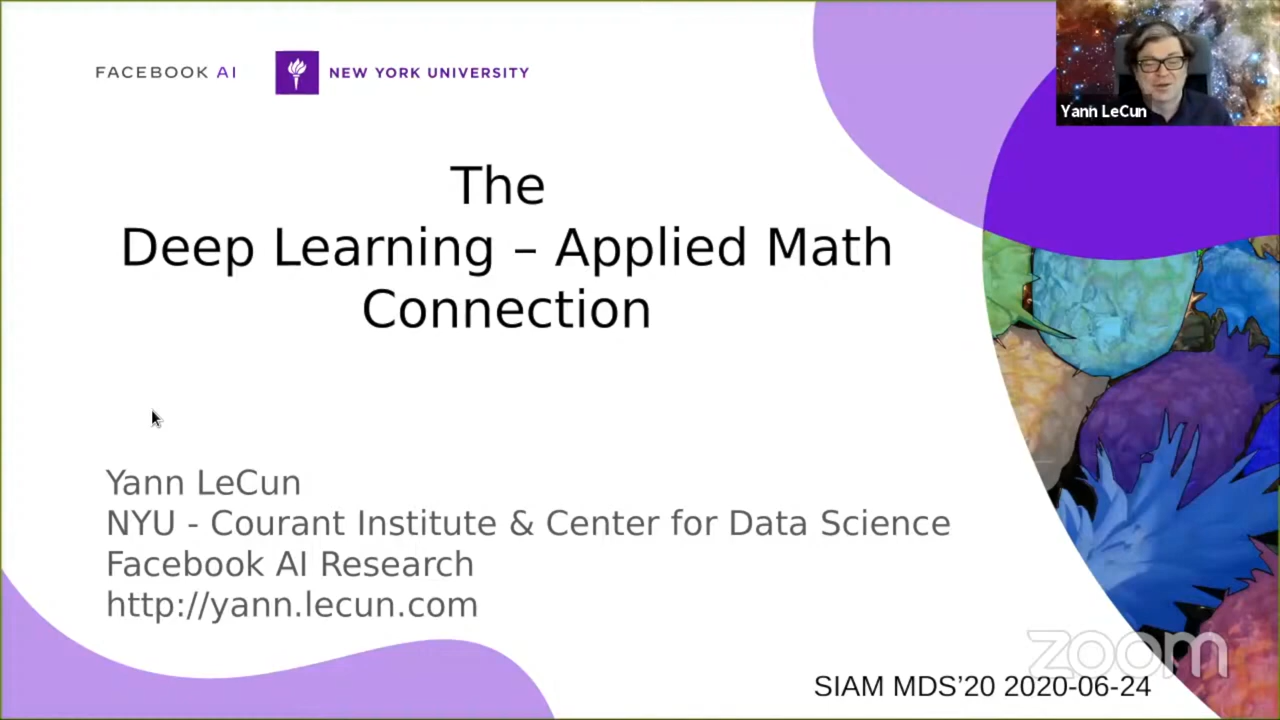 FACEBOOK AI
NEW YORK UNIVERSITY
Yann LeCun
The
Deep Learning – Applied Math
Connection
Yann LeCun
NYU - Courant Institute & Center for Data Science
Facebook AI Research
http://yann.lecun.com
zoom
SIAM MDS’20 2020-06-24